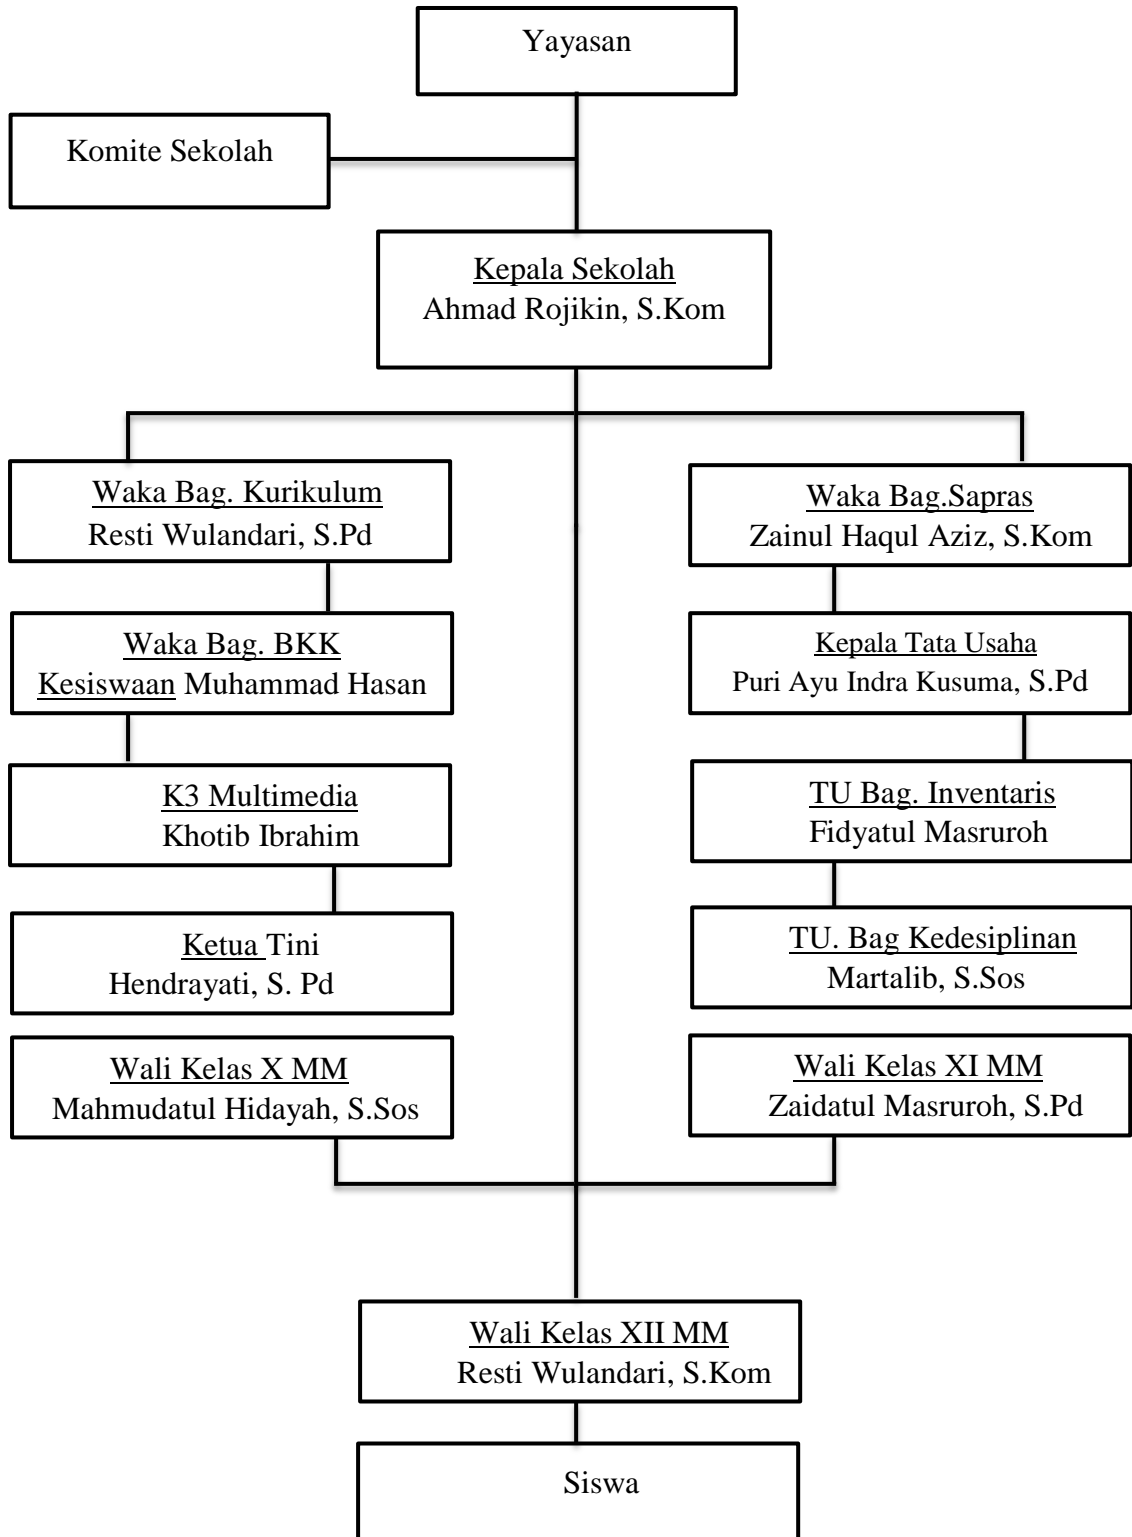 Yayasan
Komite Sekolah
Kepala Sekolah
Ahmad Rojikin, S.Kom
Waka Bag. Kurikulum
Resti Wulandari, S.Pd
Waka Bag.Sapras
Zainul Haqul Aziz, S.Kom
Waka Bag. BKK
Kesiswaan Muhammad Hasan
Kepala Tata Usaha
Puri Ayu Indra Kusuma, S.Pd
K3 Multimedia
Khotib Ibrahim
TU Bag. Inventaris
Fidyatul Masruroh
Ketua Tini
Hendrayati, S. Pd
TU. Bag Kedesiplinan
Martalib, S.Sos
Wali Kelas X MM
Mahmudatul Hidayah, S.Sos
Wali Kelas XI MM
Zaidatul Masruroh, S.Pd
Wali Kelas XII MM
Resti Wulandari, S.Kom
Siswa